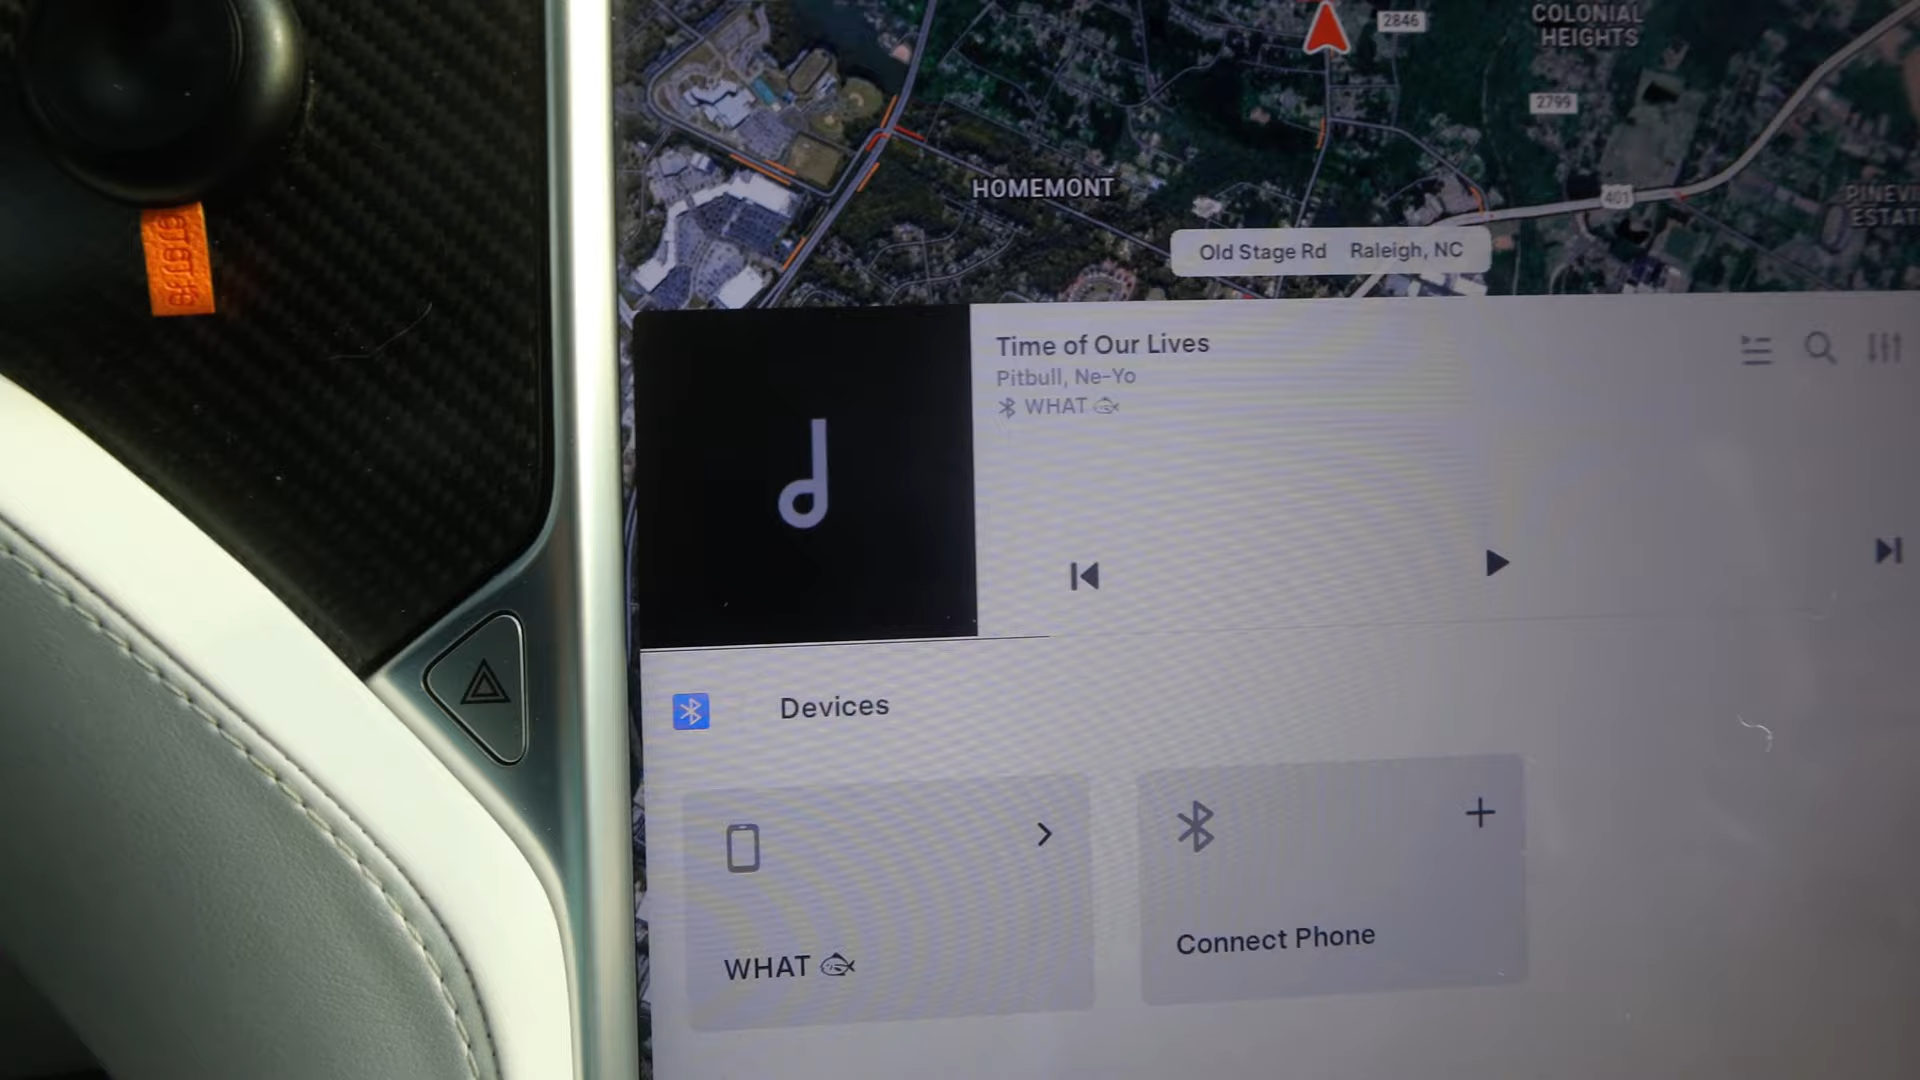 2846
COLONIAL
HEIGHTS
2799
HOMEMONT
401
Old Stage Rd Raleigh, NC
Time of Our Lives
Pitbull, Ne-Yo
WHAT
Devices
WHAT
Connect Phone